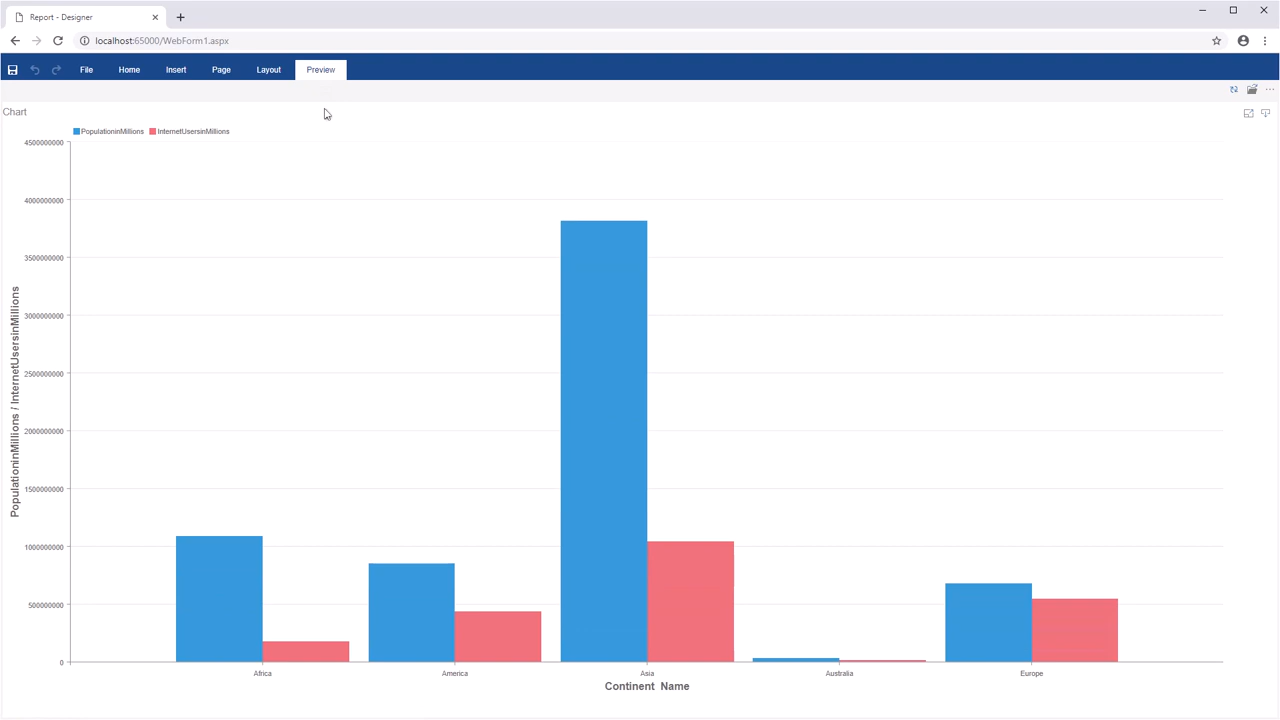 Report - Designer
localhost:65000/WebForm1.aspx
File Home Insert Page Layout Preview
Chart
PopulationinMillions InternetUsersinMillions
4500000000
4000000000
3500000000
3000000000
2500000000
2000000000
1500000000
1000000000
500000000
0
PopulationinMillions / InternetUsersinMillions
Africa America Asia Australia Europe
Continent Name